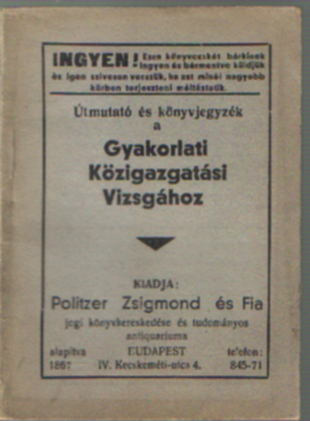 INGYEN! Ezen könyvecskét bárkinek
ingyen és bérmentve küldjük
és igen szívesen vesszük, ha azt minél nagyobb
körben terjeszteni méltóztatik.
Útmutató és könyvjegyzék
a
Gyakorlati
Közigazgatási
Vizsgához
KIADJA:
Politzer Zsigmond és Fia
jogi könyvkereskedése és tudományos
antiquariuma
alapítva BUDAPEST telefon:
1867 IV. Kecskeméti-utca 4. 845-71